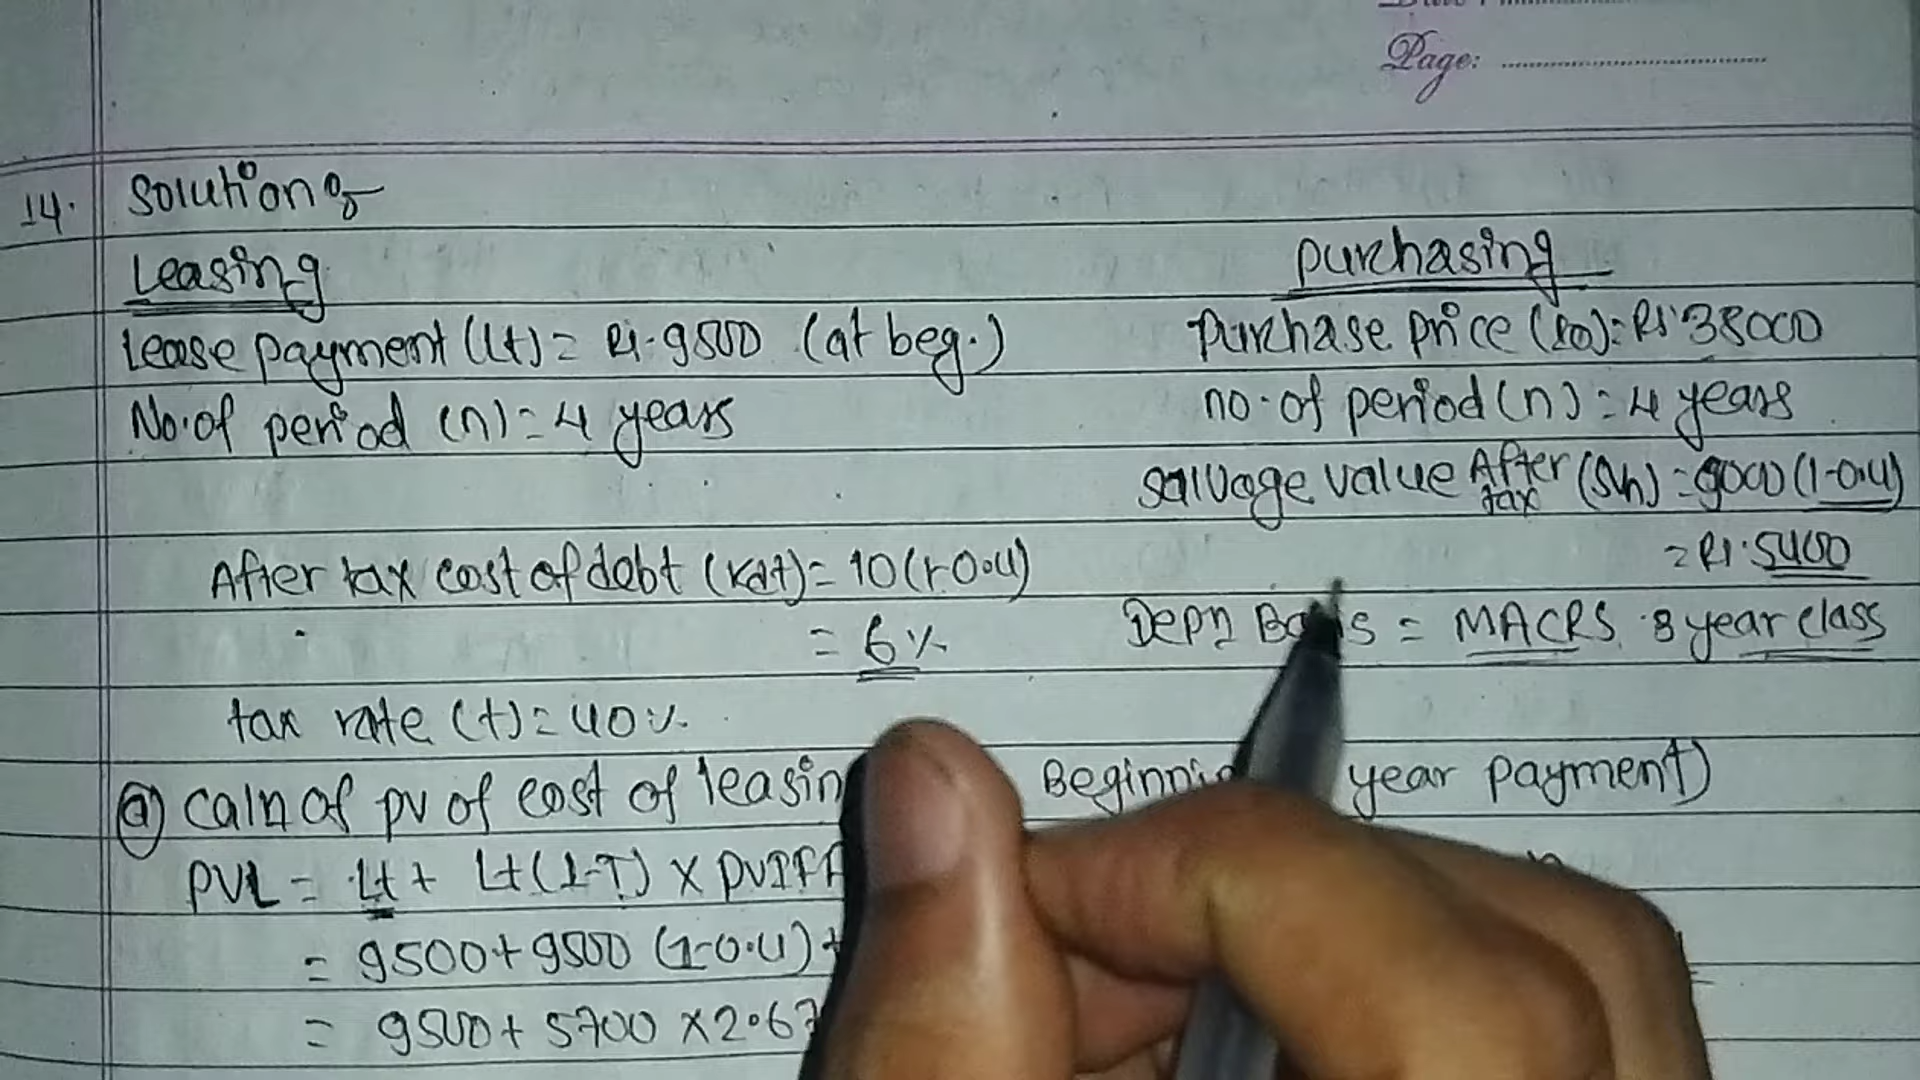 Page: ..............................
14. Solution:-
Leasing
Purchasing
Lease payment (Lt) = Rs. 9500 (at beg.)
Purchase price (P0) = Rs 38000
No. of period (n) = 4 years
no. of period (n) = 4 years
Salvage value After tax (Sn) = 9000 (1-0.4)
= Rs. 5400
After tax cost of debt (Kdt) = 10 (1-0.4)
= 6%
Depn Basis = MACRS 3 year class
tax rate (t) = 40%
(a) Caln of pv of cost of leasin Beginni year payment)
PVL = Lt + Lt (1-T) X PVIFA
= 9500 + 9500 (1-0.4) +
= 9500 + 5700 X 2.67